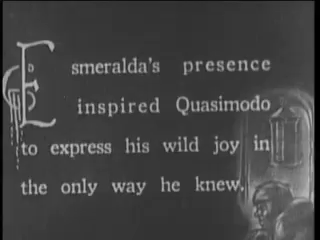 Esmeralda's presence
inspired Quasimodo
to express his wild joy in
the only way he knew.